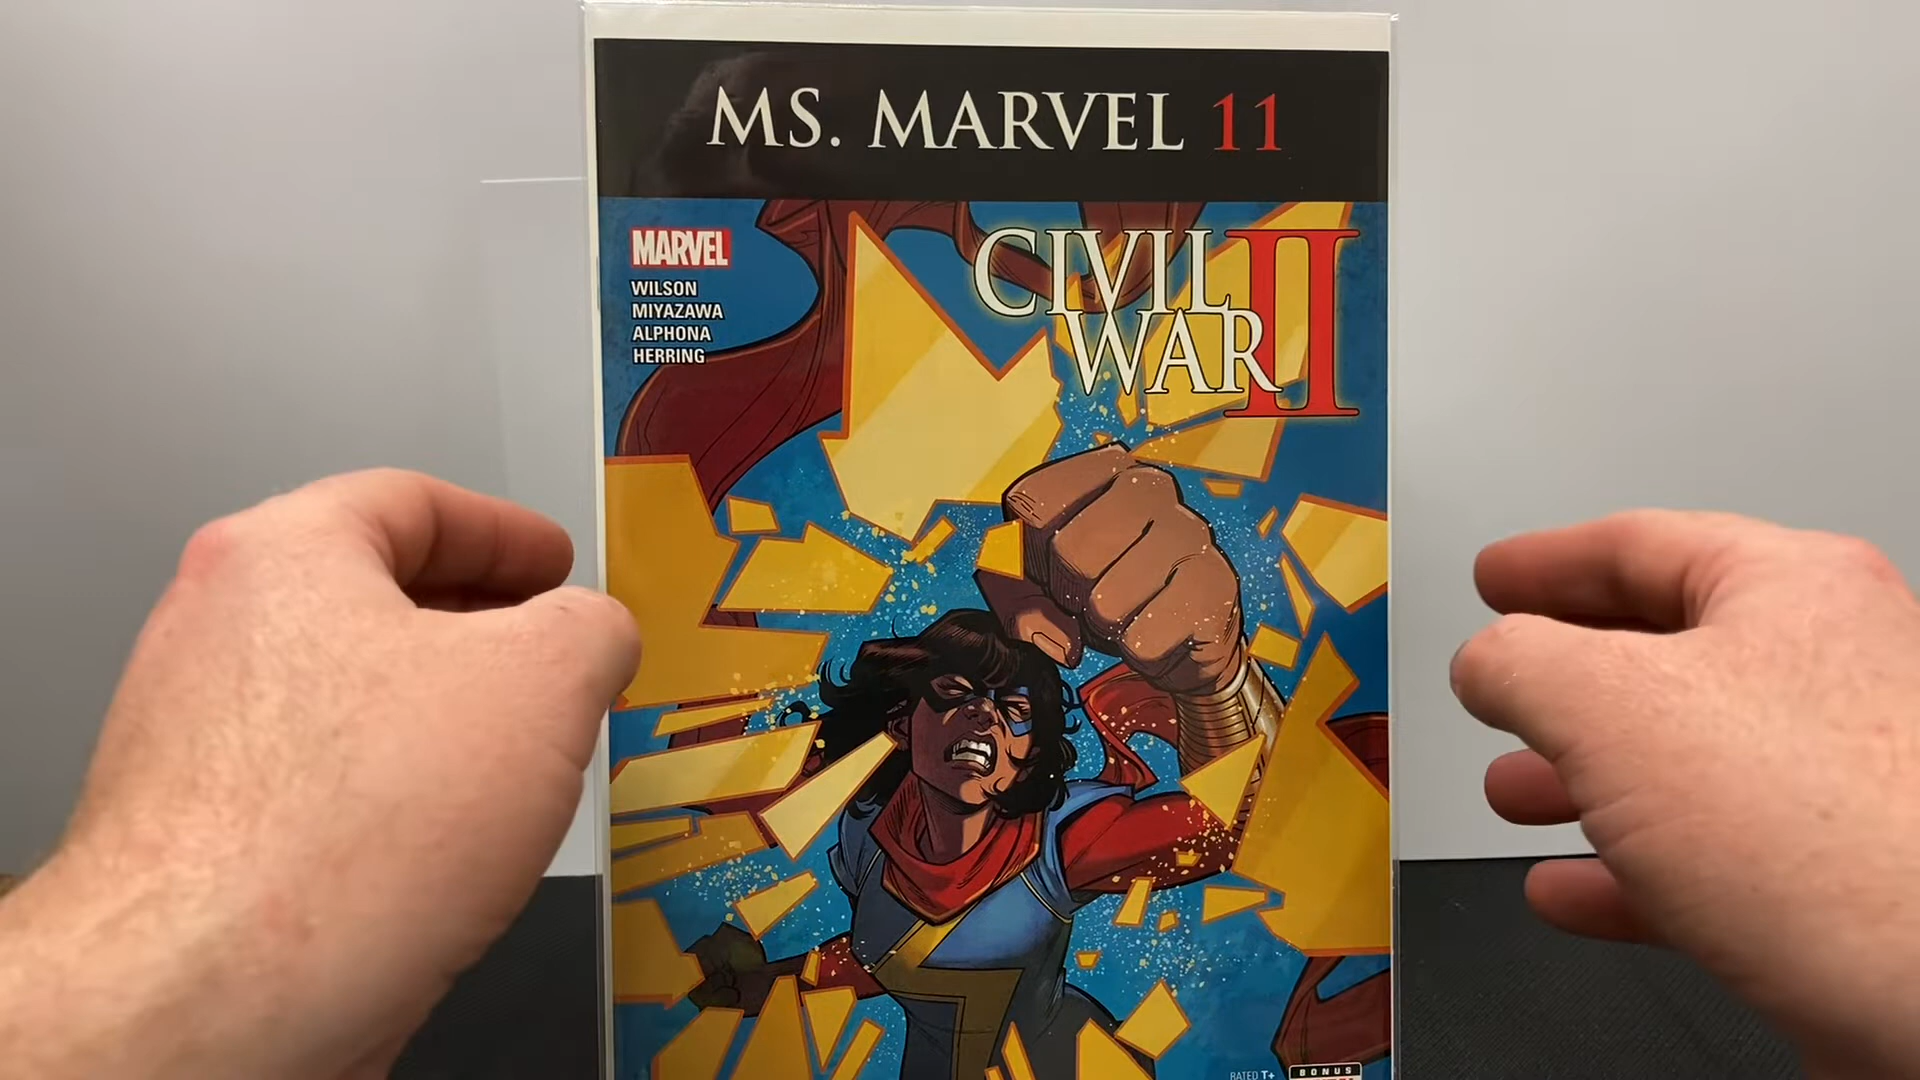 MS. MARVEL 11
MARVEL
WILSON
MIYAZAWA
ALPHONA
HERRING
CIVIL
WAR II
RATED T+
BONUS